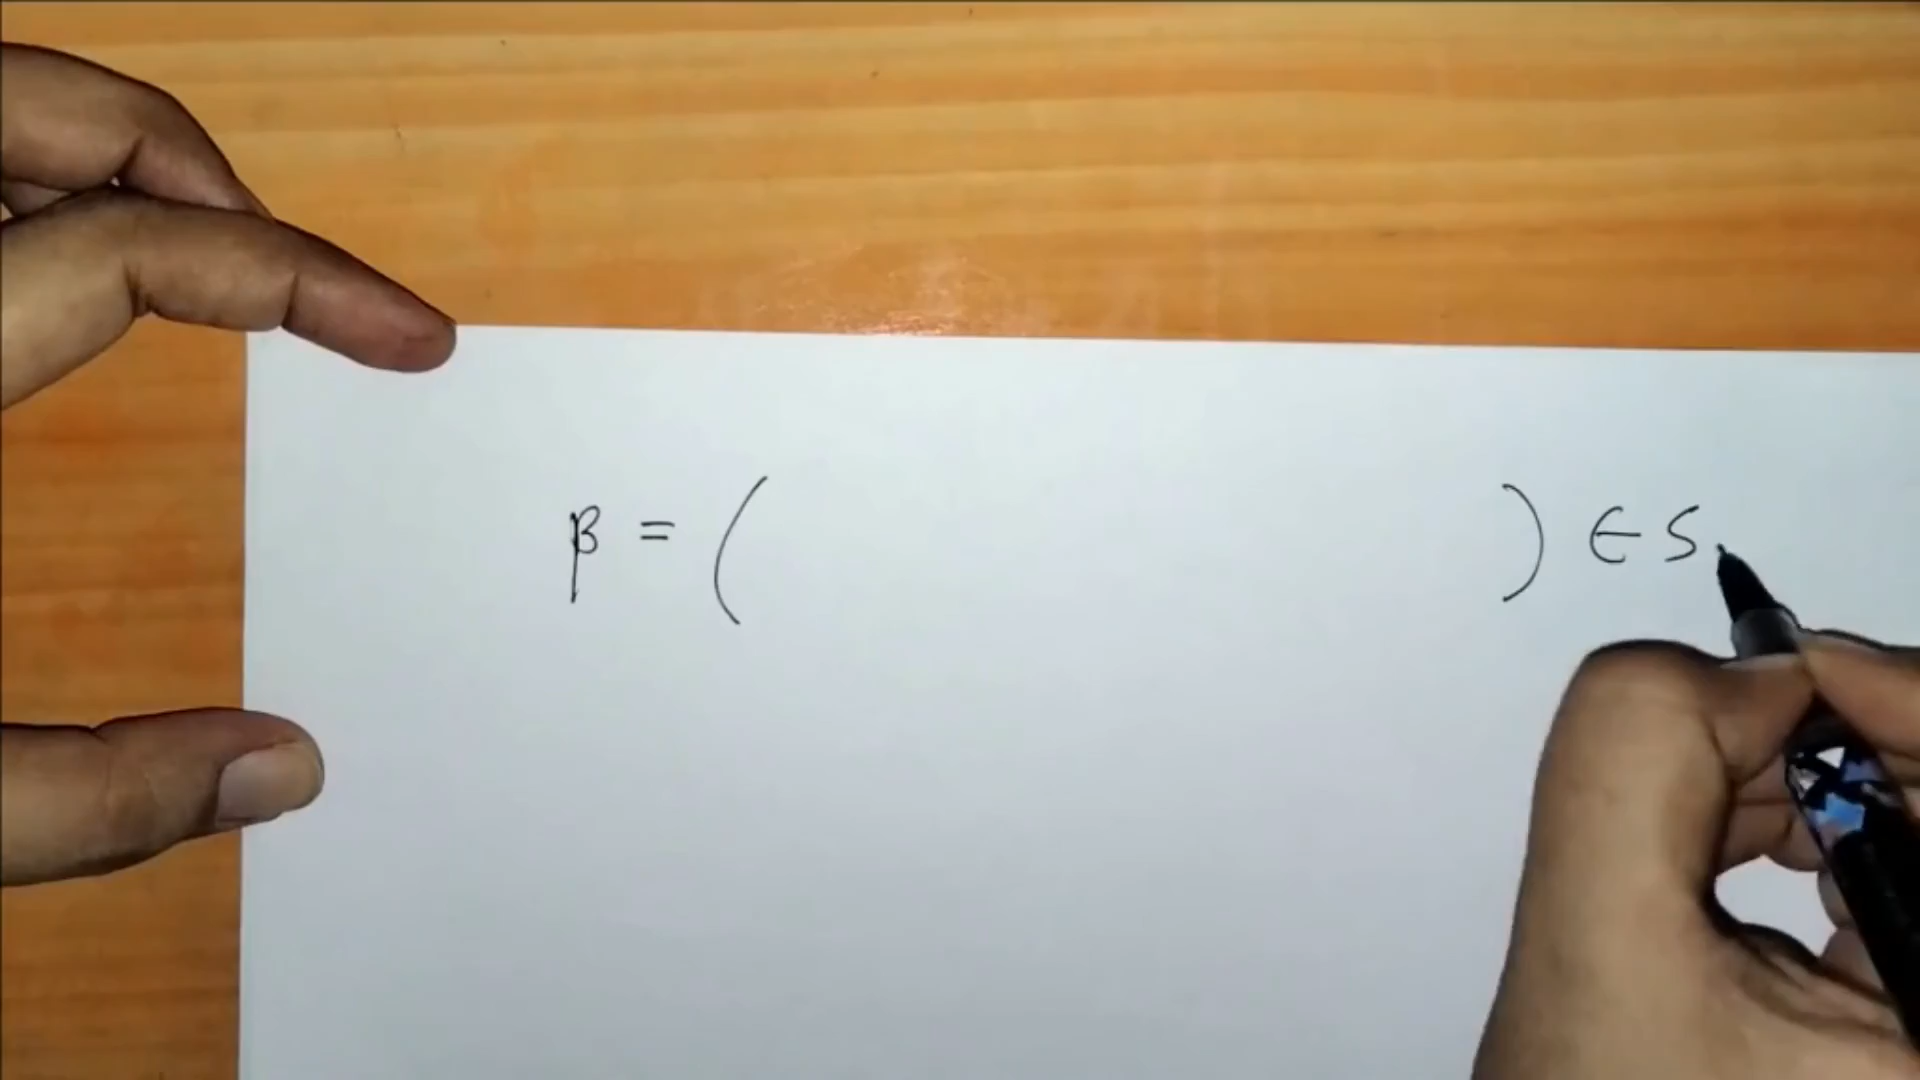 β = ( ) ∈ S